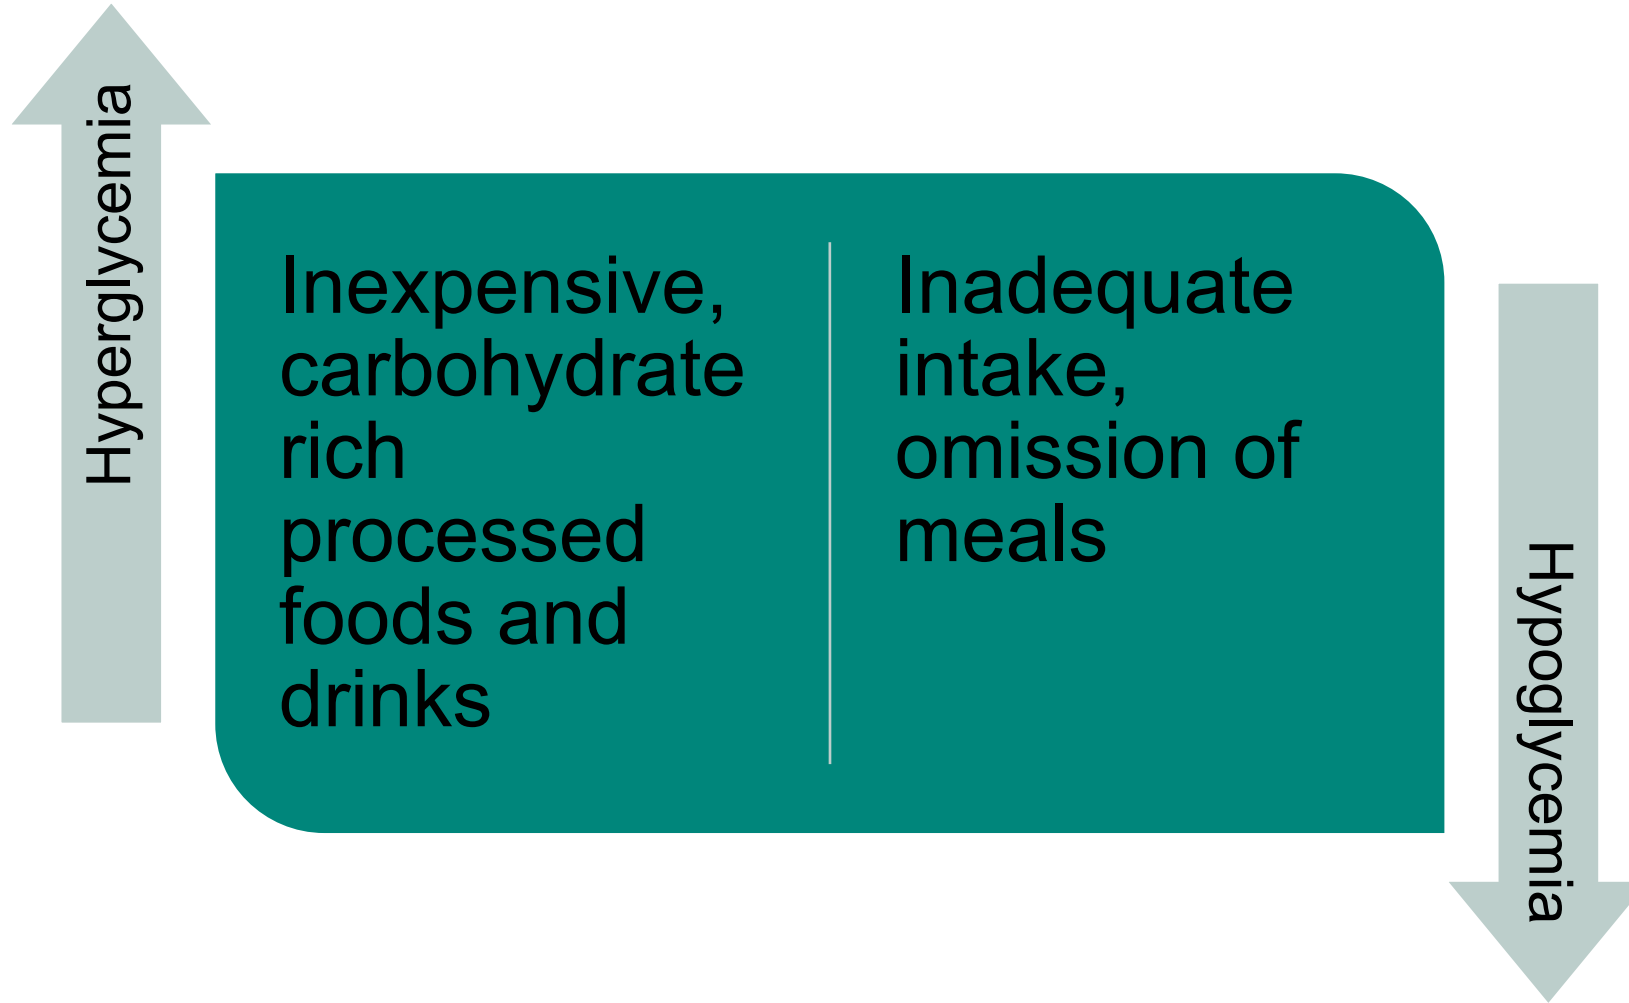 Hyperglycemia
Inexpensive,
carbohydrate
rich
processed
foods and
drinks
Inadequate
intake,
omission of
meals
Hypoglycemia